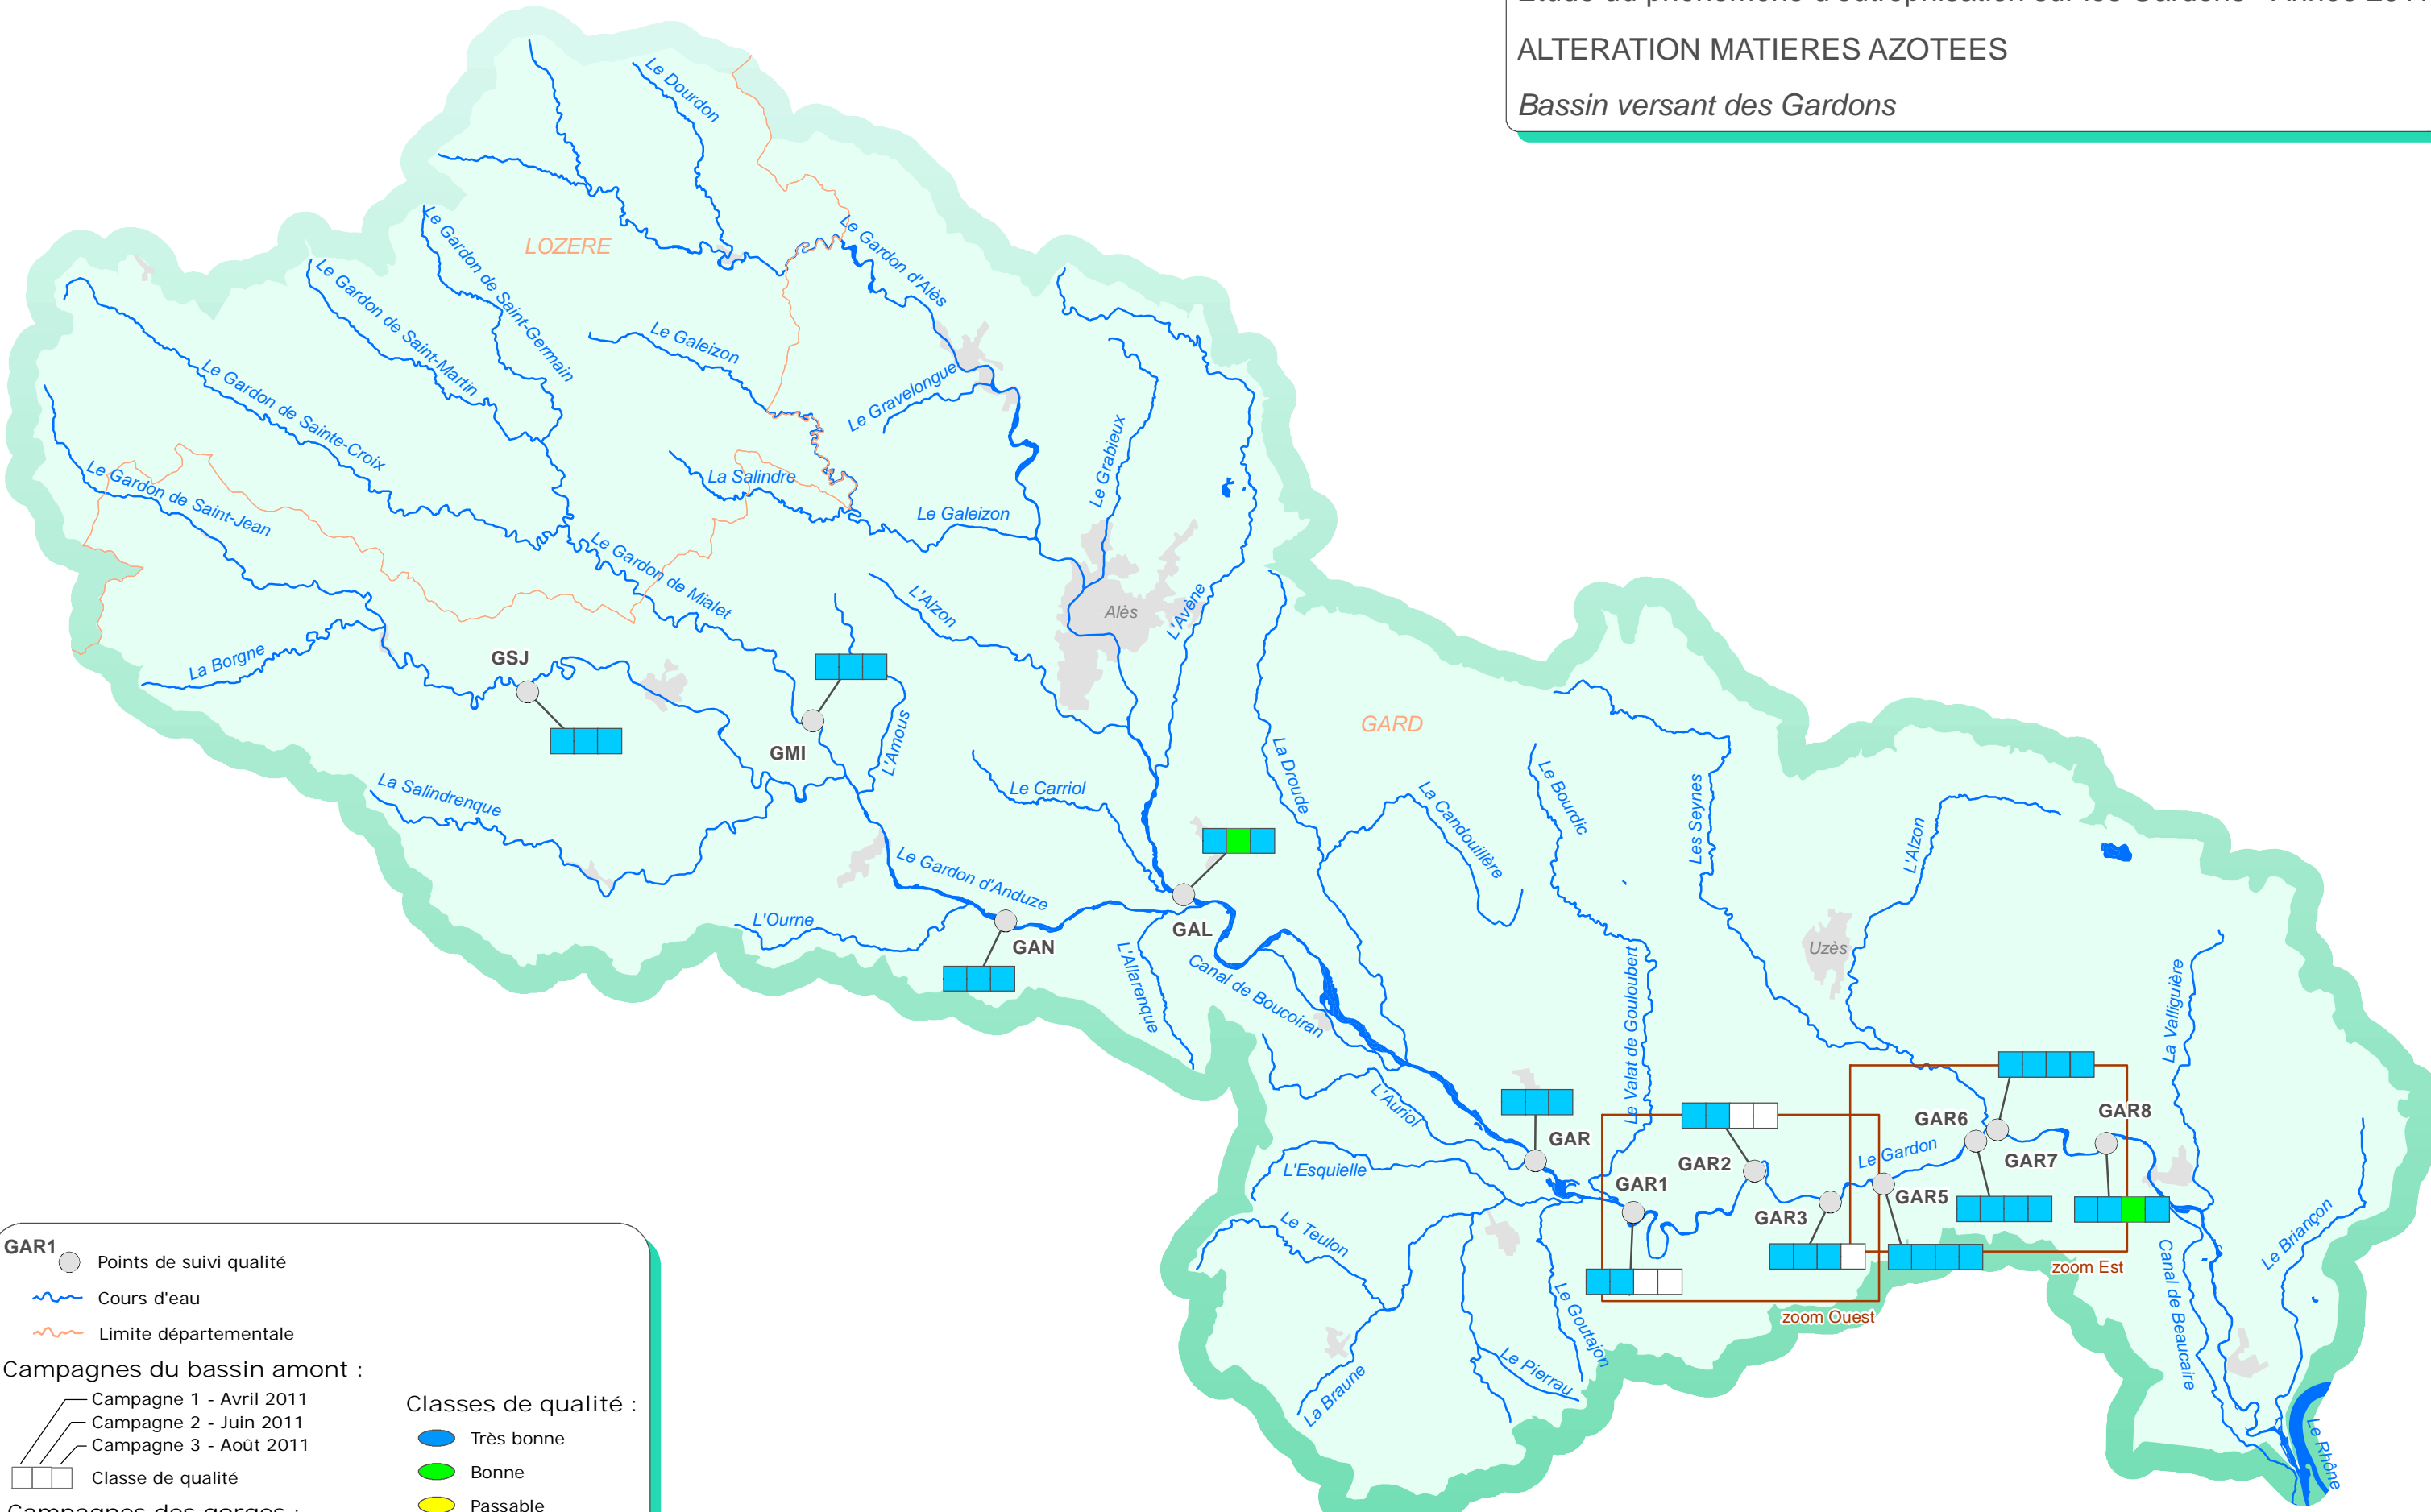 ALTERATION MATIERES AZOTEES
Bassin versant des Gardons
Le Dourdon
LOZERE
Le Gardon d'Alès
Le Gardon de Saint-Germain
Le Gardon de Saint-Martin
Le Galeizon
Le Gravelongue
Le Gardon de Sainte-Croix
Le Grabieux
Le Gardon de Saint-Jean
La Salindre
Le Galeizon
Le Gardon de Mialet
L'Alzon
Alès
L'Avène
La Borgne
GSJ
GMI
L'Amous
GARD
La Droude
La Salindrenque
Le Carriol
La Candouillère
Le Bourdic
Les Seynes
L'Alzon
Le Gardon d'Anduze
L'Ourne
GAN
GAL
Uzès
L'Allarenque
Canal de Boucoiran
Le Valat de Gouloubert
La Valliguière
L'Auriol
GAR
GAR6
GAR8
L'Esquielle
GAR2
Le Gardon
GAR7
GAR1
GAR5
GAR3
Le Teulon
Le Goutajon
zoom Est
zoom Ouest
Canal de Beaucaire
Le Briançon
La Braune
Le Pierrau
Le Rhône
GAR1
Points de suivi qualité
Cours d'eau
Limite départementale
Campagnes du bassin amont :
Campagne 1 - Avril 2011
Campagne 2 - Juin 2011
Campagne 3 - Août 2011
Classe de qualité
Classes de qualité :
Très bonne
Bonne
Passable